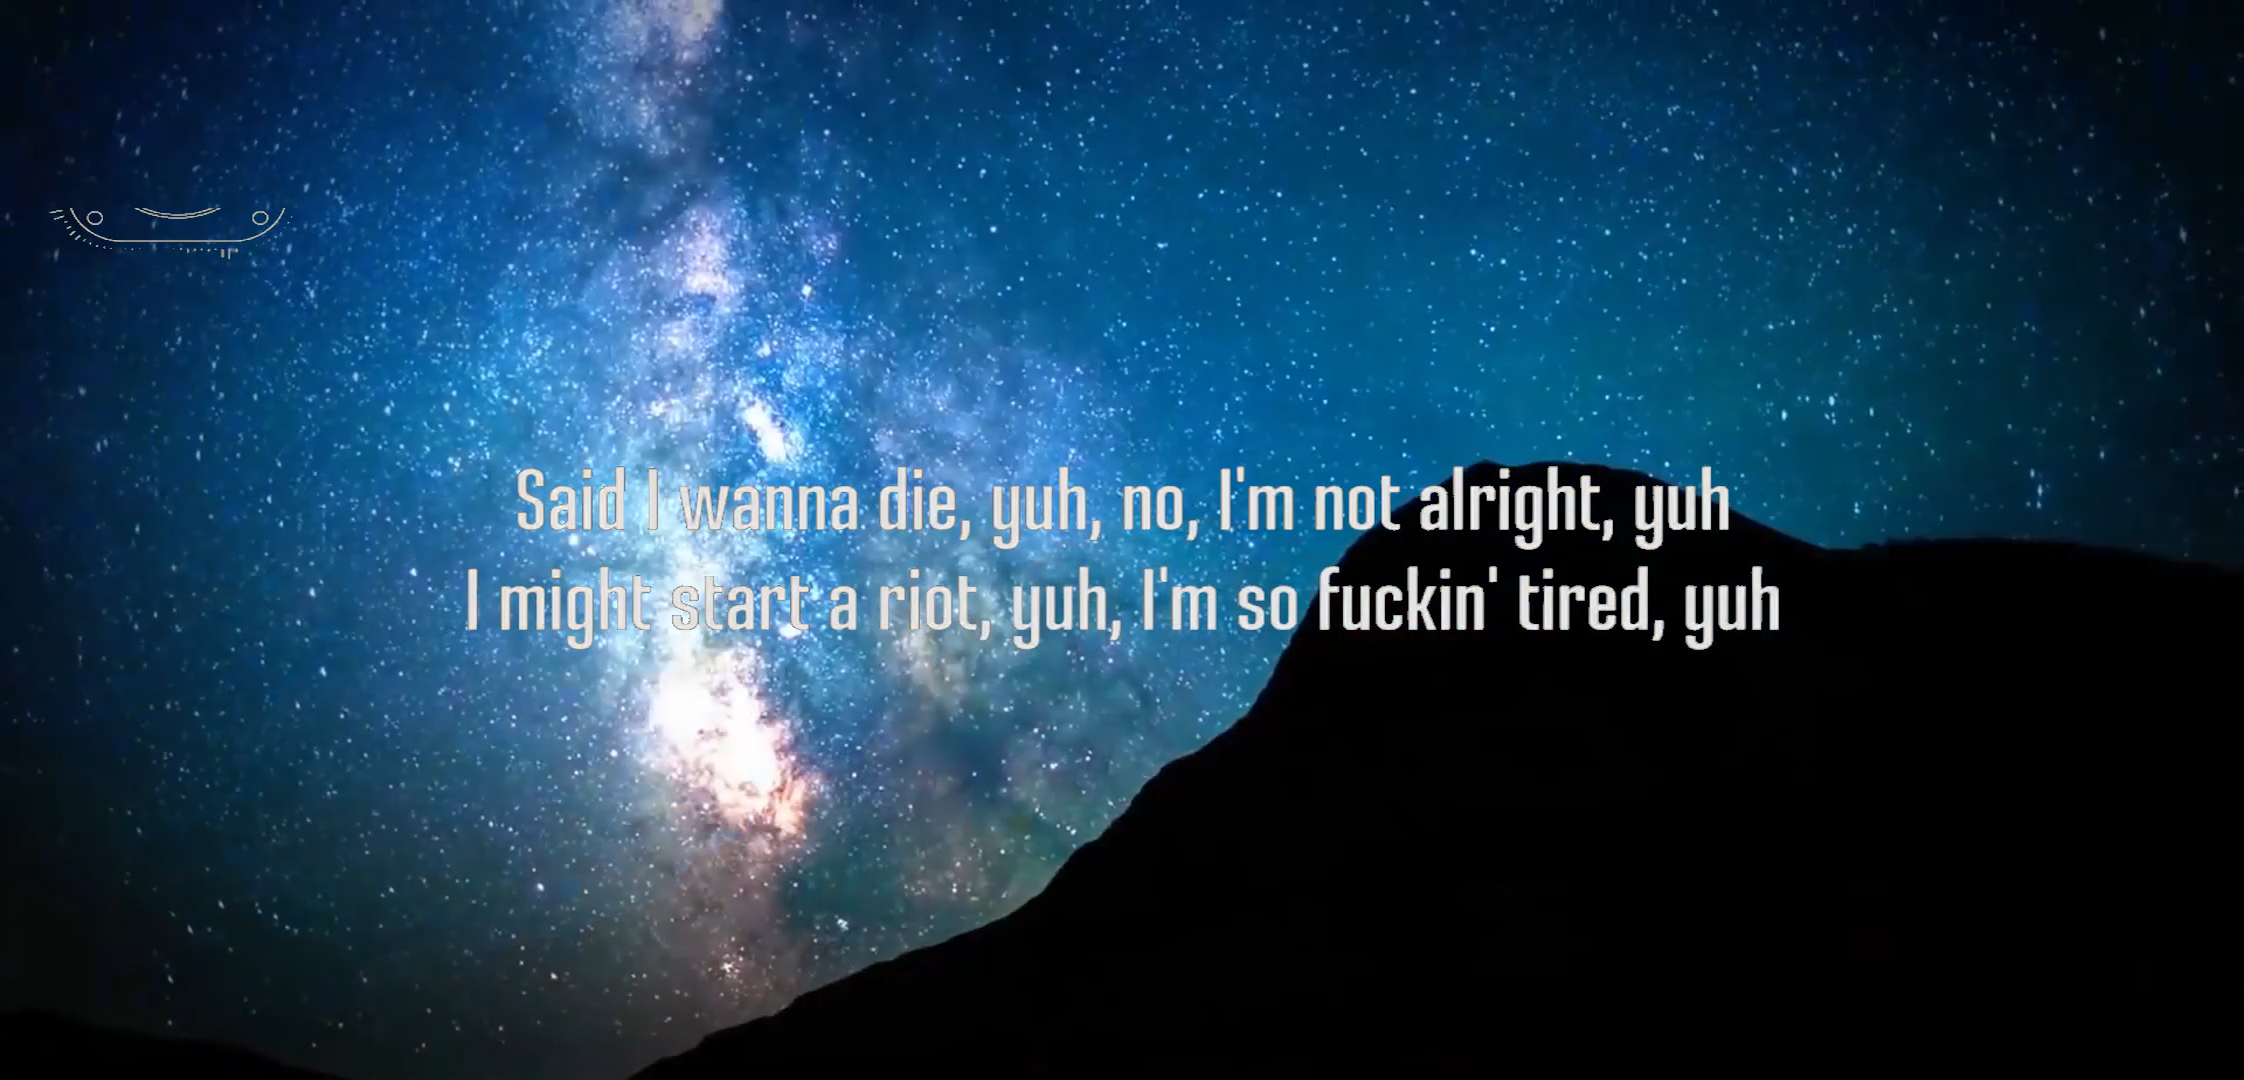 Said I wanna die, yuh, no, I'm not alright, yuh
I might start a riot, yuh, I'm so fuckin' tired, yuh